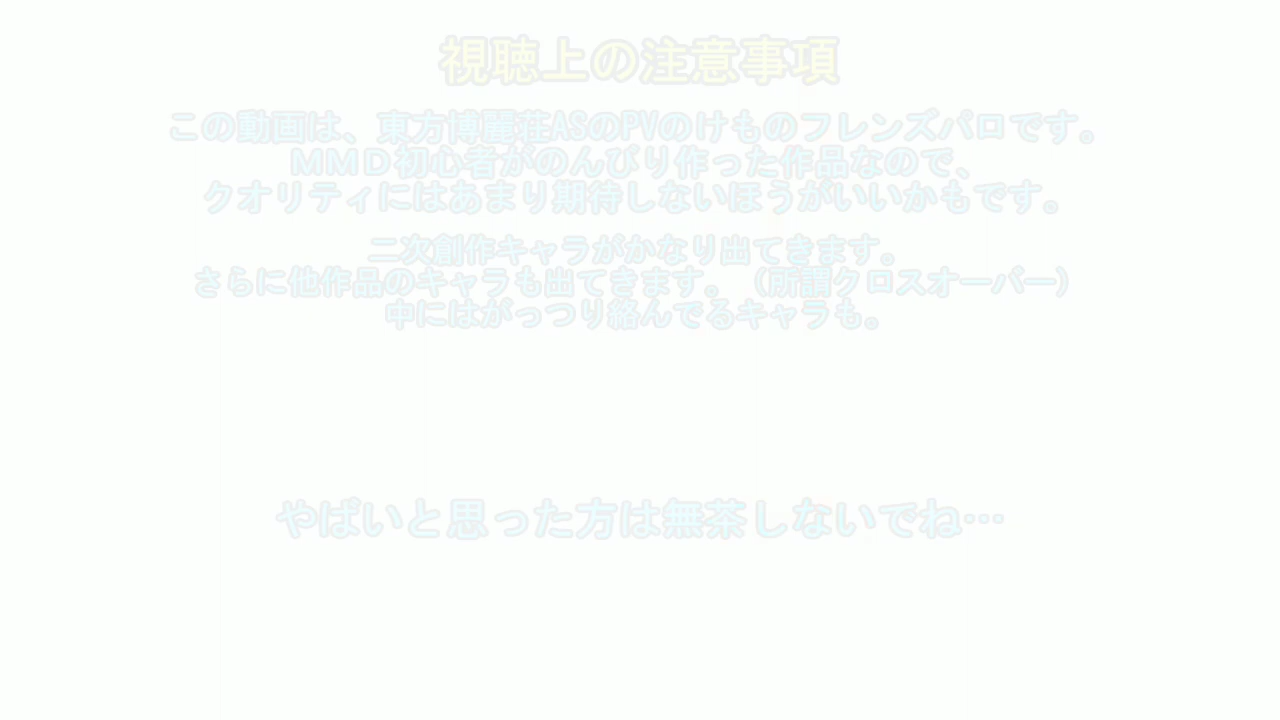 視聴上の注意事項
この動画は、東方博麗荘ASのPVのけものフレンズパロです。
ＭＭＤ初心者がのんびり作った作品なので、
クオリティにはあまり期待しないほうがいいかもです。
二次創作キャラがかなり出てきます。
さらに他作品のキャラも出てきます。（所謂クロスオーバー）
中にはがっつり絡んでるキャラも。
やばいと思った方は無茶しないでね…